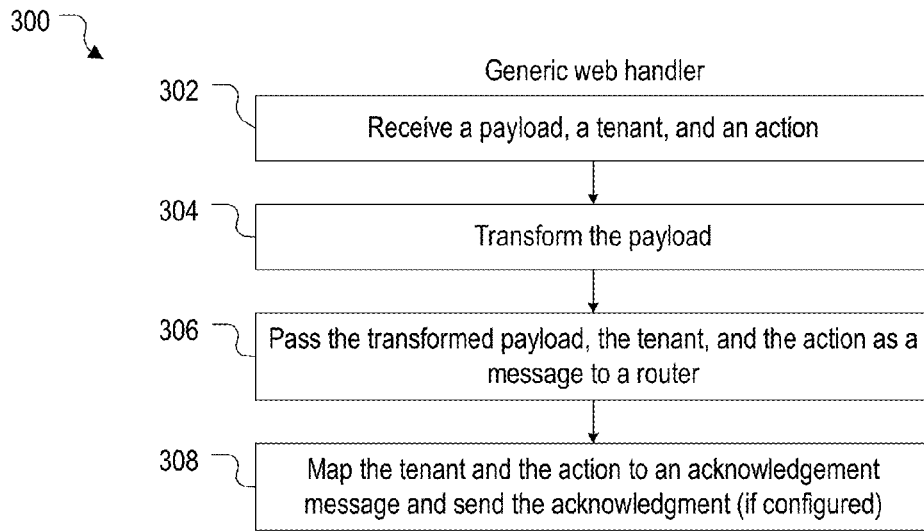 300
Generic web handler
302
Receive a payload, a tenant, and an action
304
Transform the payload
306
Pass the transformed payload, the tenant, and the action as a
message to a router
308
Map the tenant and the action to an acknowledgement
message and send the acknowledgment (if configured)